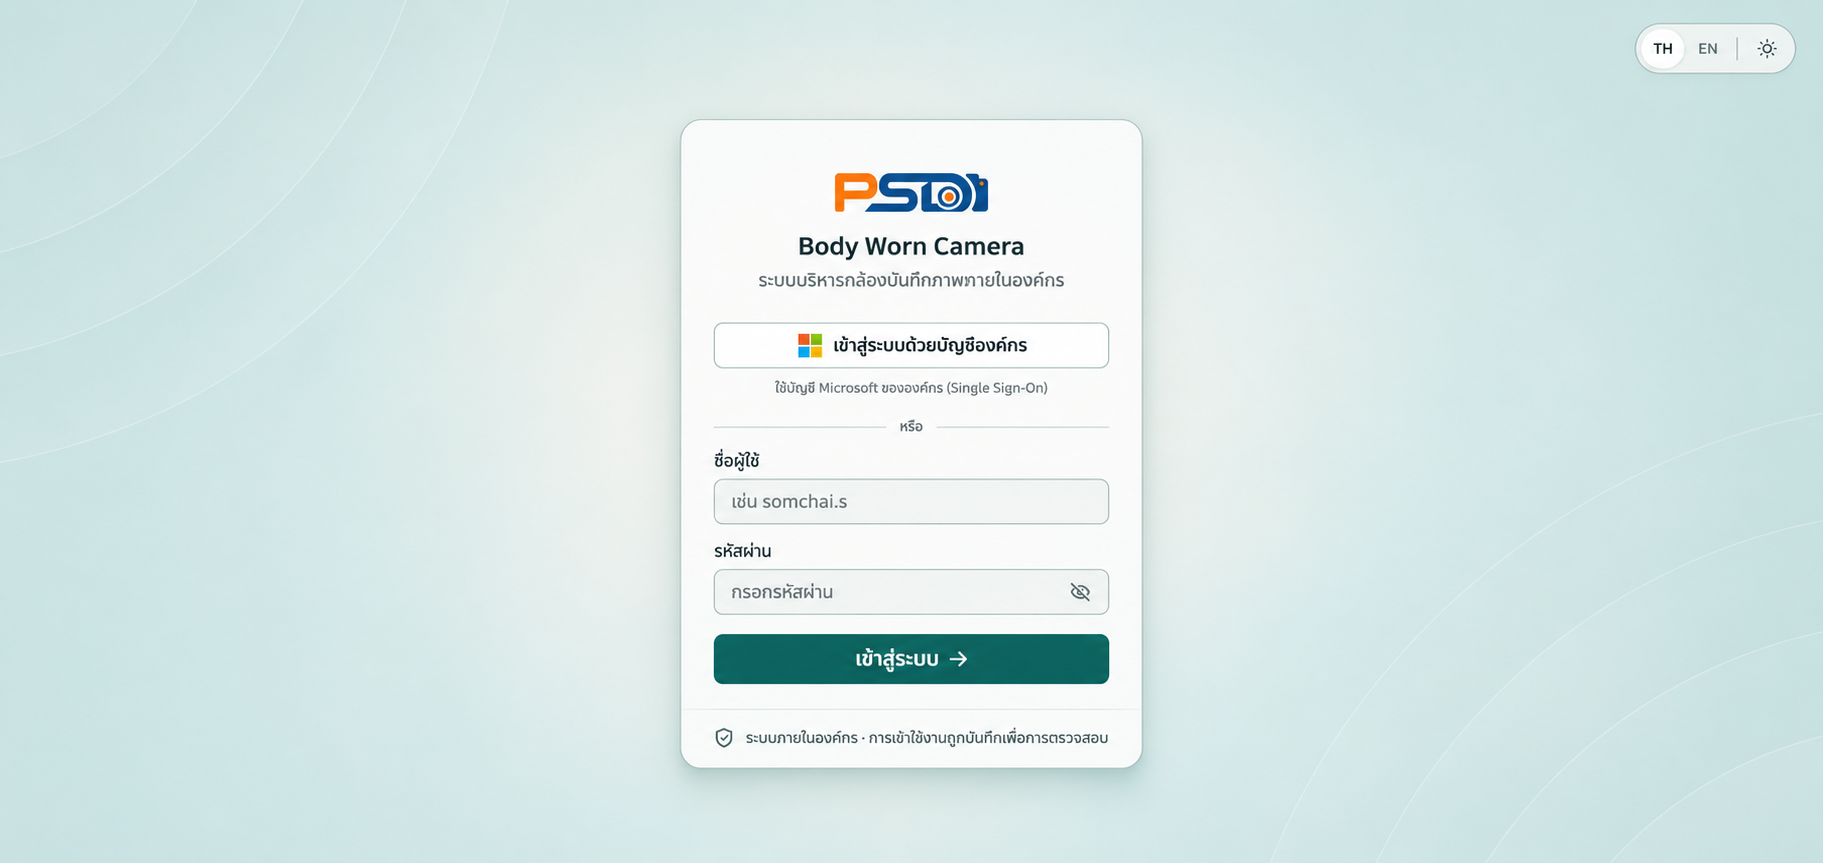 TH EN
PSDI
Body Worn Camera
ระบบบริหารกล้องบันทึกภาพภายในองค์กร
เข้าสู่ระบบด้วยบัญชีองค์กร
ใช้บัญชี Microsoft ขององค์กร (Single Sign-On)
หรือ
ชื่อผู้ใช้
เช่น somchai.s
รหัสผ่าน
กรอกรหัสผ่าน
เข้าสู่ระบบ →
ระบบภายในองค์กร · การเข้าใช้งานถูกบันทึกเพื่อการตรวจสอบ